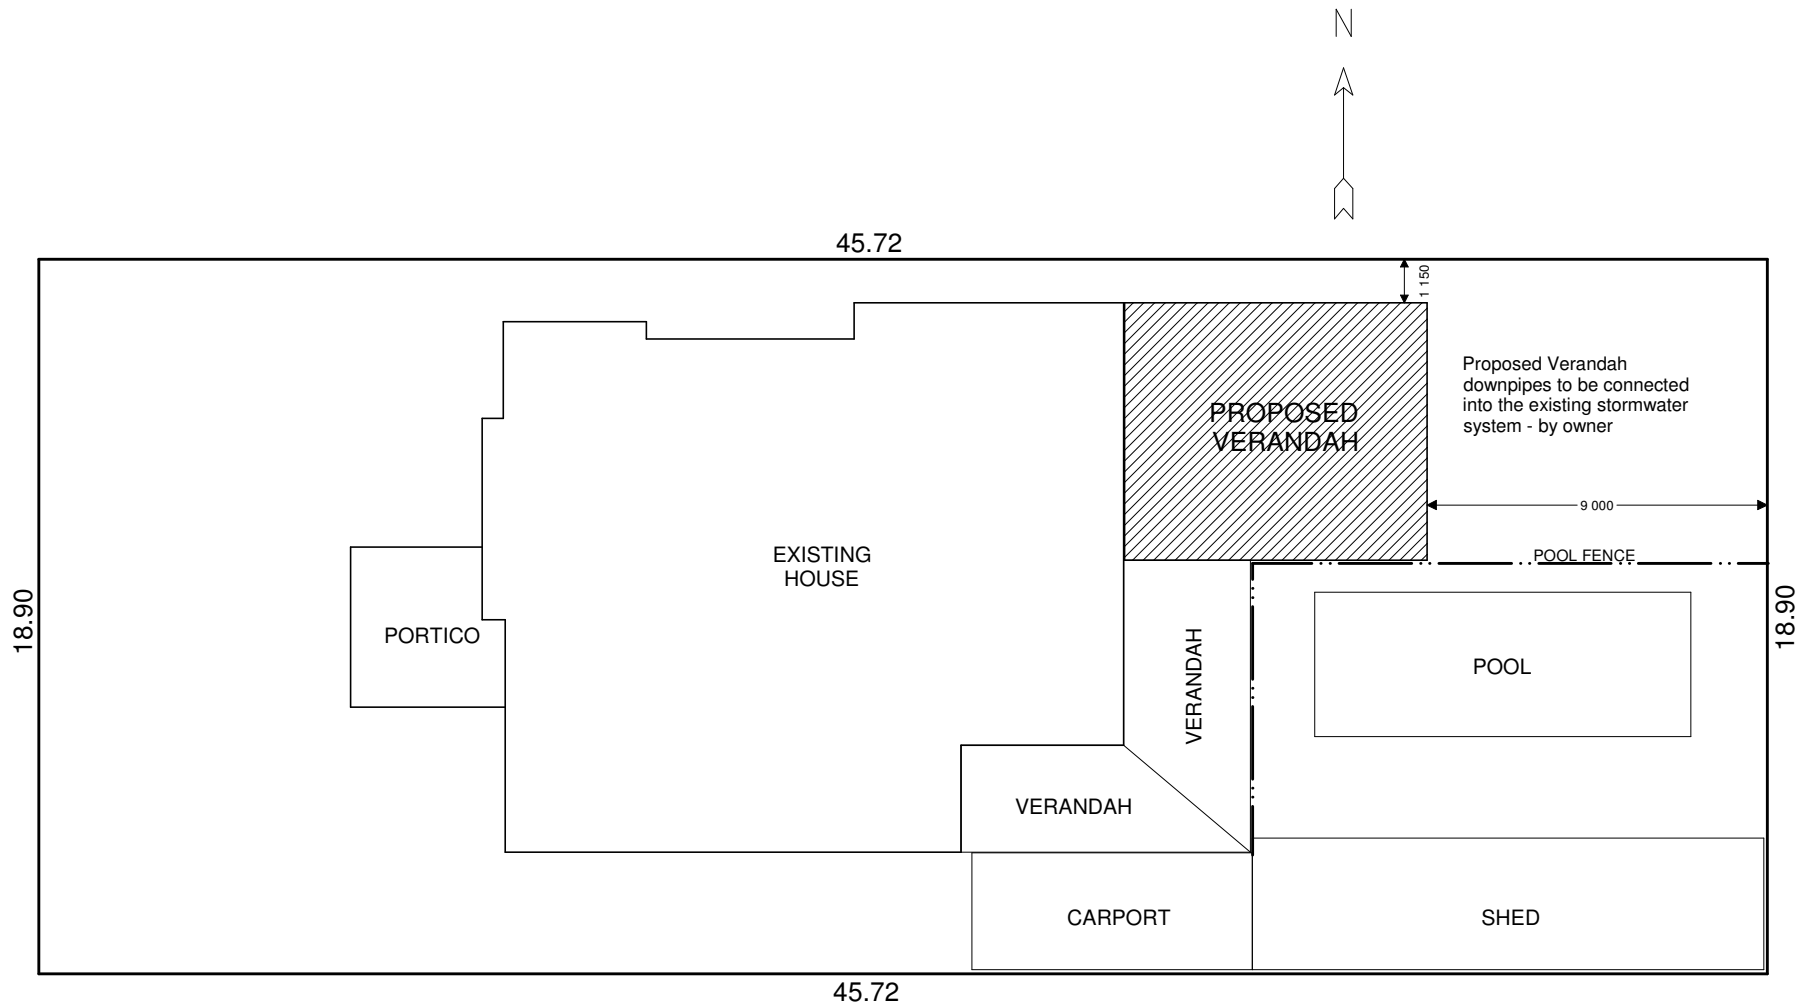 N
45.72
1 150
Proposed Verandah
downpipes to be connected
into the existing stormwater
system - by owner
PROPOSED
VERANDAH
9 000
EXISTING
HOUSE
POOL FENCE
18.90
PORTICO
VERANDAH
POOL
18.90
VERANDAH
CARPORT
SHED
45.72